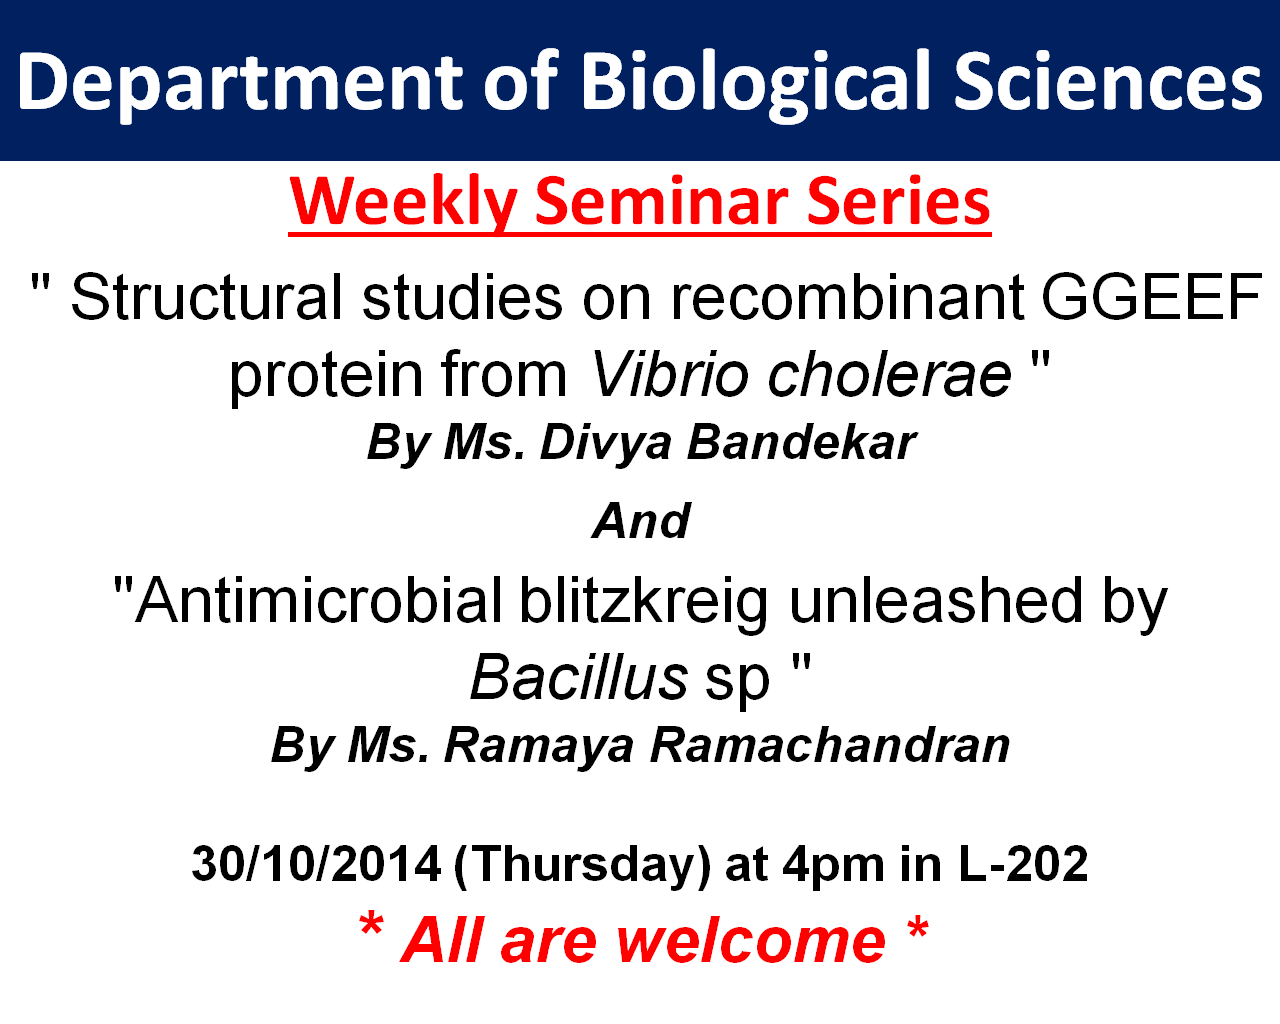 Department of Biological Sciences
Weekly Seminar Series
" Structural studies on recombinant GGEEF
protein from Vibrio cholerae "
By Ms. Divya Bandekar
And
"Antimicrobial blitzkreig unleashed by
Bacillus sp "
By Ms. Ramaya Ramachandran
30/10/2014 (Thursday) at 4pm in L-202
* All are welcome *